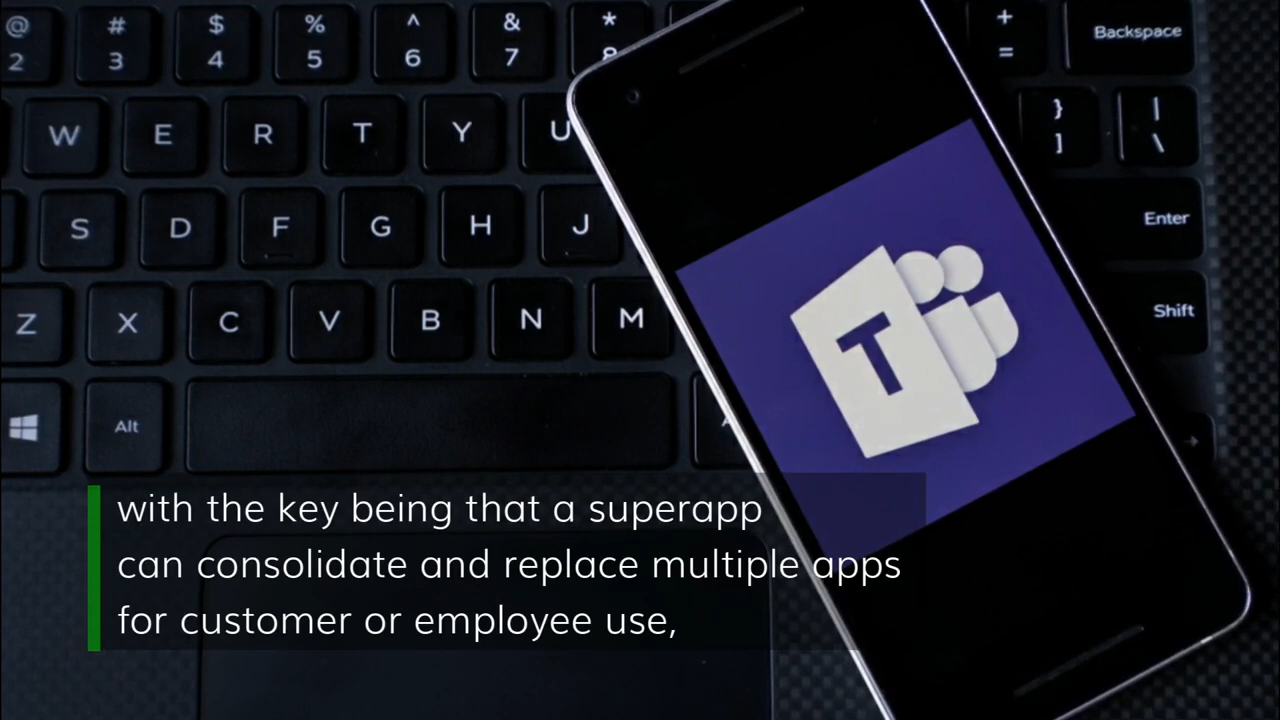 @ # $ % ^ & * +
2 3 4 5 6 7 8 = Backspace
W E R T Y U } |
] \
S D F G H J Enter
Z X C V B N M Shift
Alt
T
with the key being that a superapp
can consolidate and replace multiple apps
for customer or employee use,